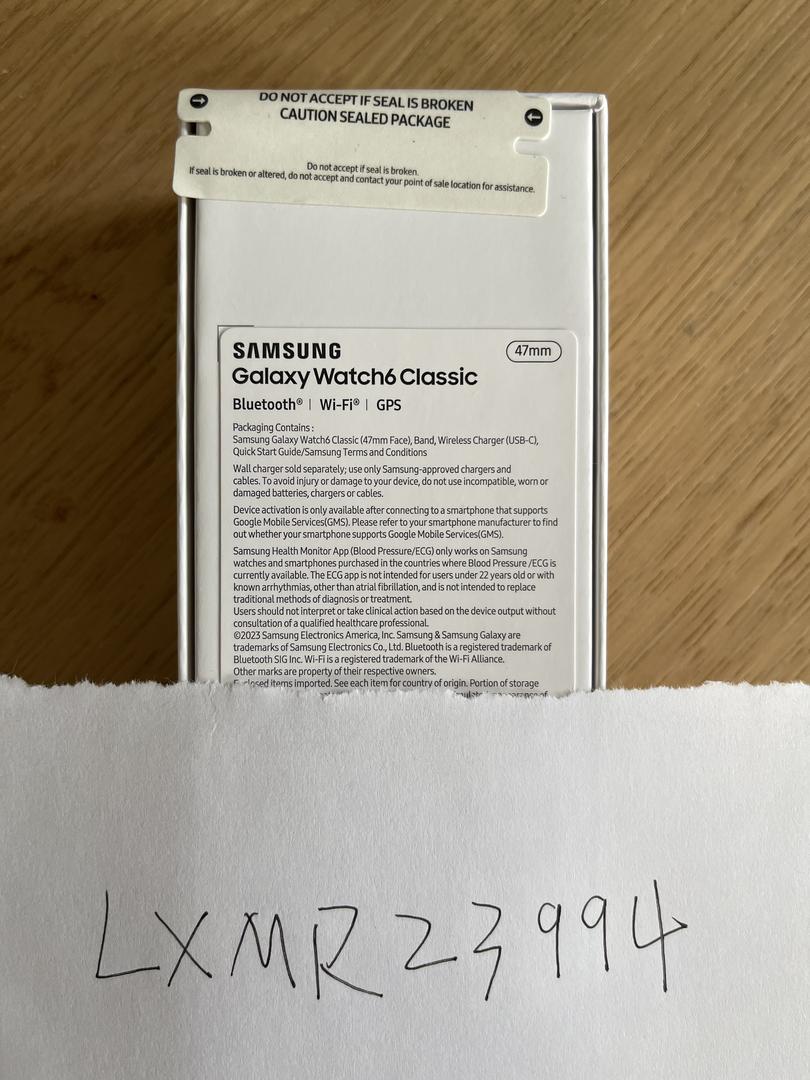 DO NOT ACCEPT IF SEAL IS BROKEN
CAUTION SEALED PACKAGE
Do not accept if seal is broken.
If seal is broken or altered, do not accept and contact your point of sale location for assistance.
SAMSUNG
47mm
Galaxy Watch6 Classic
Bluetooth® | Wi-Fi® | GPS
Packaging Contains :
Samsung Galaxy Watch6 Classic (47mm Face), Band, Wireless Charger (USB-C),
Quick Start Guide/Samsung Terms and Conditions
Wall charger sold separately; use only Samsung-approved chargers and
cables. To avoid injury or damage to your device, do not use incompatible, worn or
damaged batteries, chargers or cables.
Device activation is only available after connecting to a smartphone that supports
Google Mobile Services(GMS). Please refer to your smartphone manufacturer to find
out whether your smartphone supports Google Mobile Services(GMS).
Samsung Health Monitor App (Blood Pressure/ECG) only works on Samsung
watches and smartphones purchased in the countries where Blood Pressure /ECG is
currently available. The ECG app is not intended for users under 22 years old or with
known arrhythmias, other than atrial fibrillation, and is not intended to replace
traditional methods of diagnosis or treatment.
Users should not interpret or take clinical action based on the device output without
consultation of a qualified healthcare professional.
©2023 Samsung Electronics America, Inc. Samsung & Samsung Galaxy are
trademarks of Samsung Electronics Co., Ltd. Bluetooth is a registered trademark of
Bluetooth SIG Inc. Wi-Fi is a registered trademark of the Wi-Fi Alliance.
Other marks are property of their respective owners.
items imported. See each item for country of origin. Portion of storage
LXMR23994